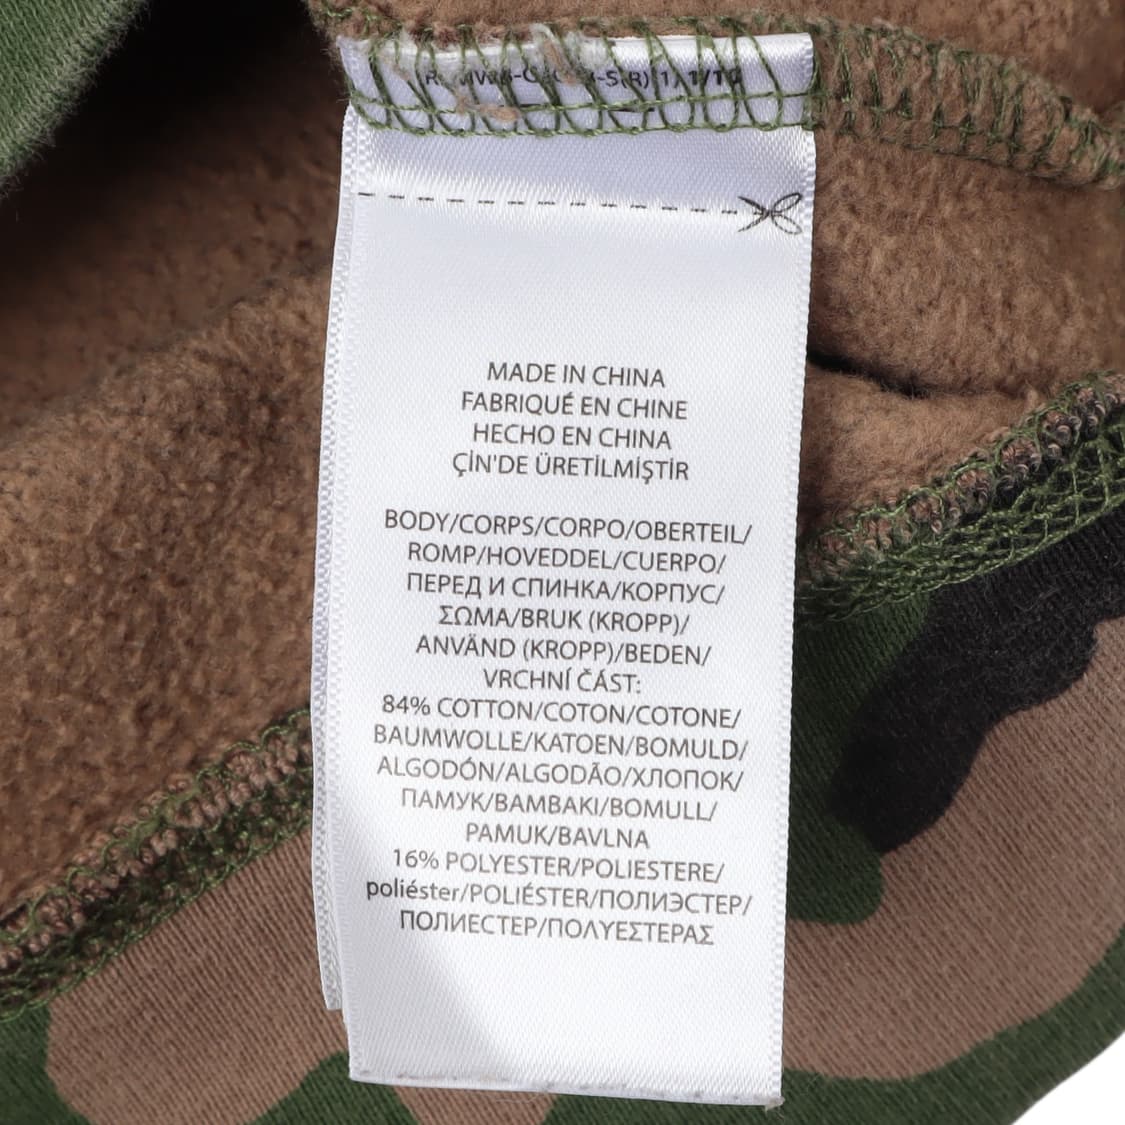 MADE IN CHINA
FABRIQUÉ EN CHINE
HECHO EN CHINA
ÇİN'DE ÜRETİLMİŞTİR
BODY/CORPS/CORPO/OBERTEIL/
ROMP/HOVEDDEL/CUERPO/
ПЕРЕД И СПИНКА/КОРПУС/
ΣΩΜΑ/BRUK (KROPP)/
ANVÄND (KROPP)/BEDEN/
VRCHNÍ ČÁST:
84% COTTON/COTON/COTONE/
BAUMWOLLE/KATOEN/BOMULD/
ALGODÓN/ALGODÃO/ХЛОПОК/
ПАМУК/ΒΑΜΒΑΚΙ/BOMULL/
PAMUK/BAVLNA
16% POLYESTER/POLIESTERE/
poliéster/POLIÉSTER/ПОЛИЭСТЕР/
ПОЛИЕСТЕР/ΠΟΛΥΕΣΤΕΡΑΣ